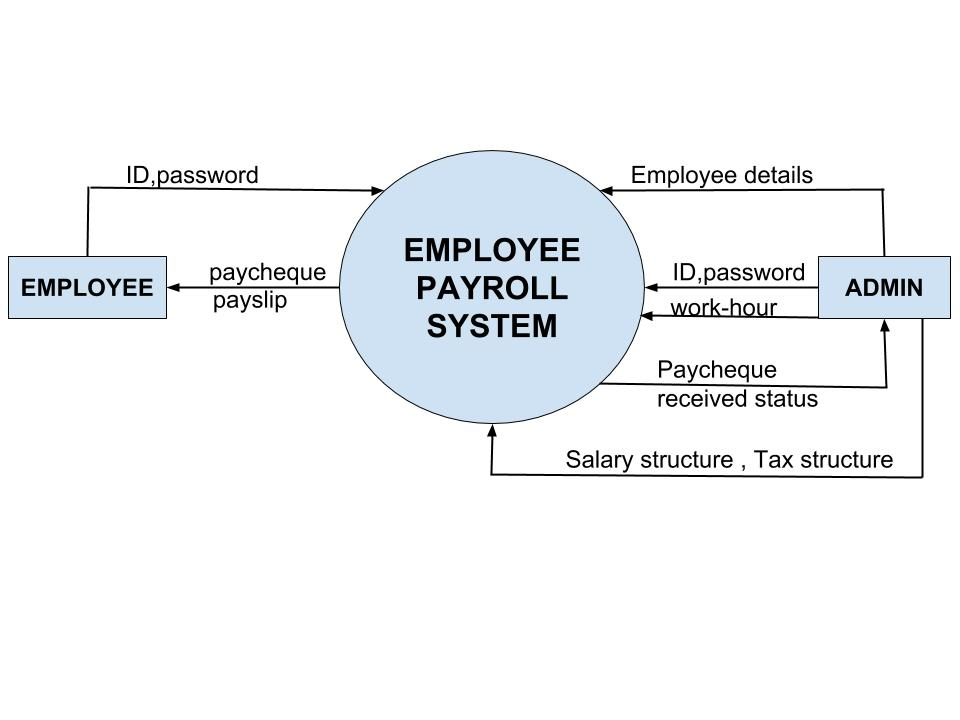 ID,password
Employee details
EMPLOYEE
PAYROLL
SYSTEM
EMPLOYEE
paycheque
payslip
ID,password
work-hour
ADMIN
Paycheque
received status
Salary structure , Tax structure